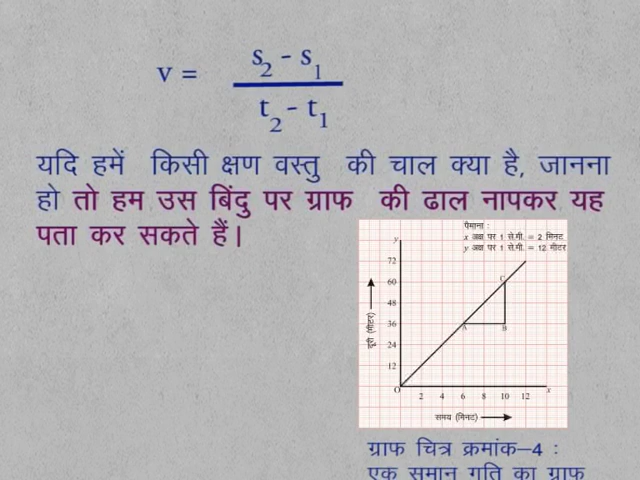 v = s₂ - s₁ / t₂ - t₁
यदि हमें किसी क्षण वस्तु की चाल क्या है, जानना
हो तो हम उस बिंदु पर ग्राफ की ढाल नापकर यह
पता कर सकते हैं।
पैमाना :
x अक्ष पर 1 से.मी. = 2 मिनट
y अक्ष पर 1 से.मी. = 12 मीटर
y
72
60
48
36
24
12
O
2 4 6 8 10 12
x
A
B
C
दूरी (मीटर)
समय (मिनट)
ग्राफ चित्र क्रमांक–4 :
एक समान गति का ग्राफ